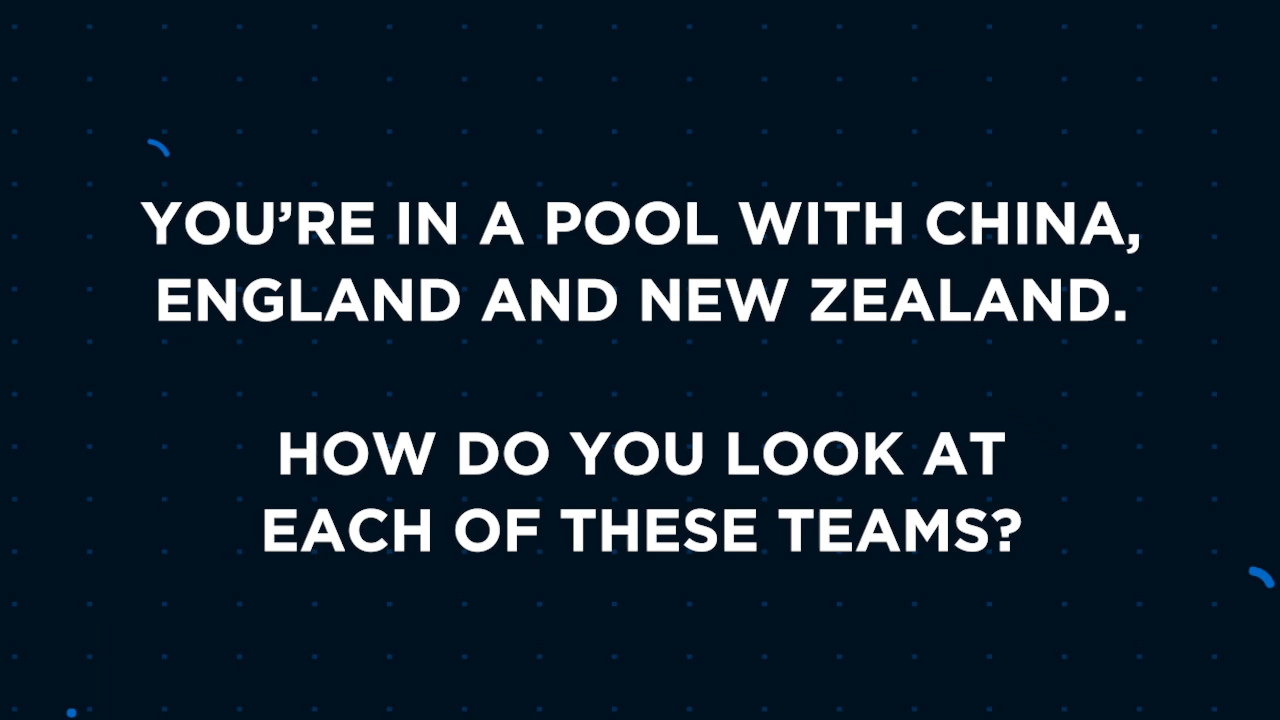 YOU’RE IN A POOL WITH CHINA,
ENGLAND AND NEW ZEALAND.
HOW DO YOU LOOK AT
EACH OF THESE TEAMS?